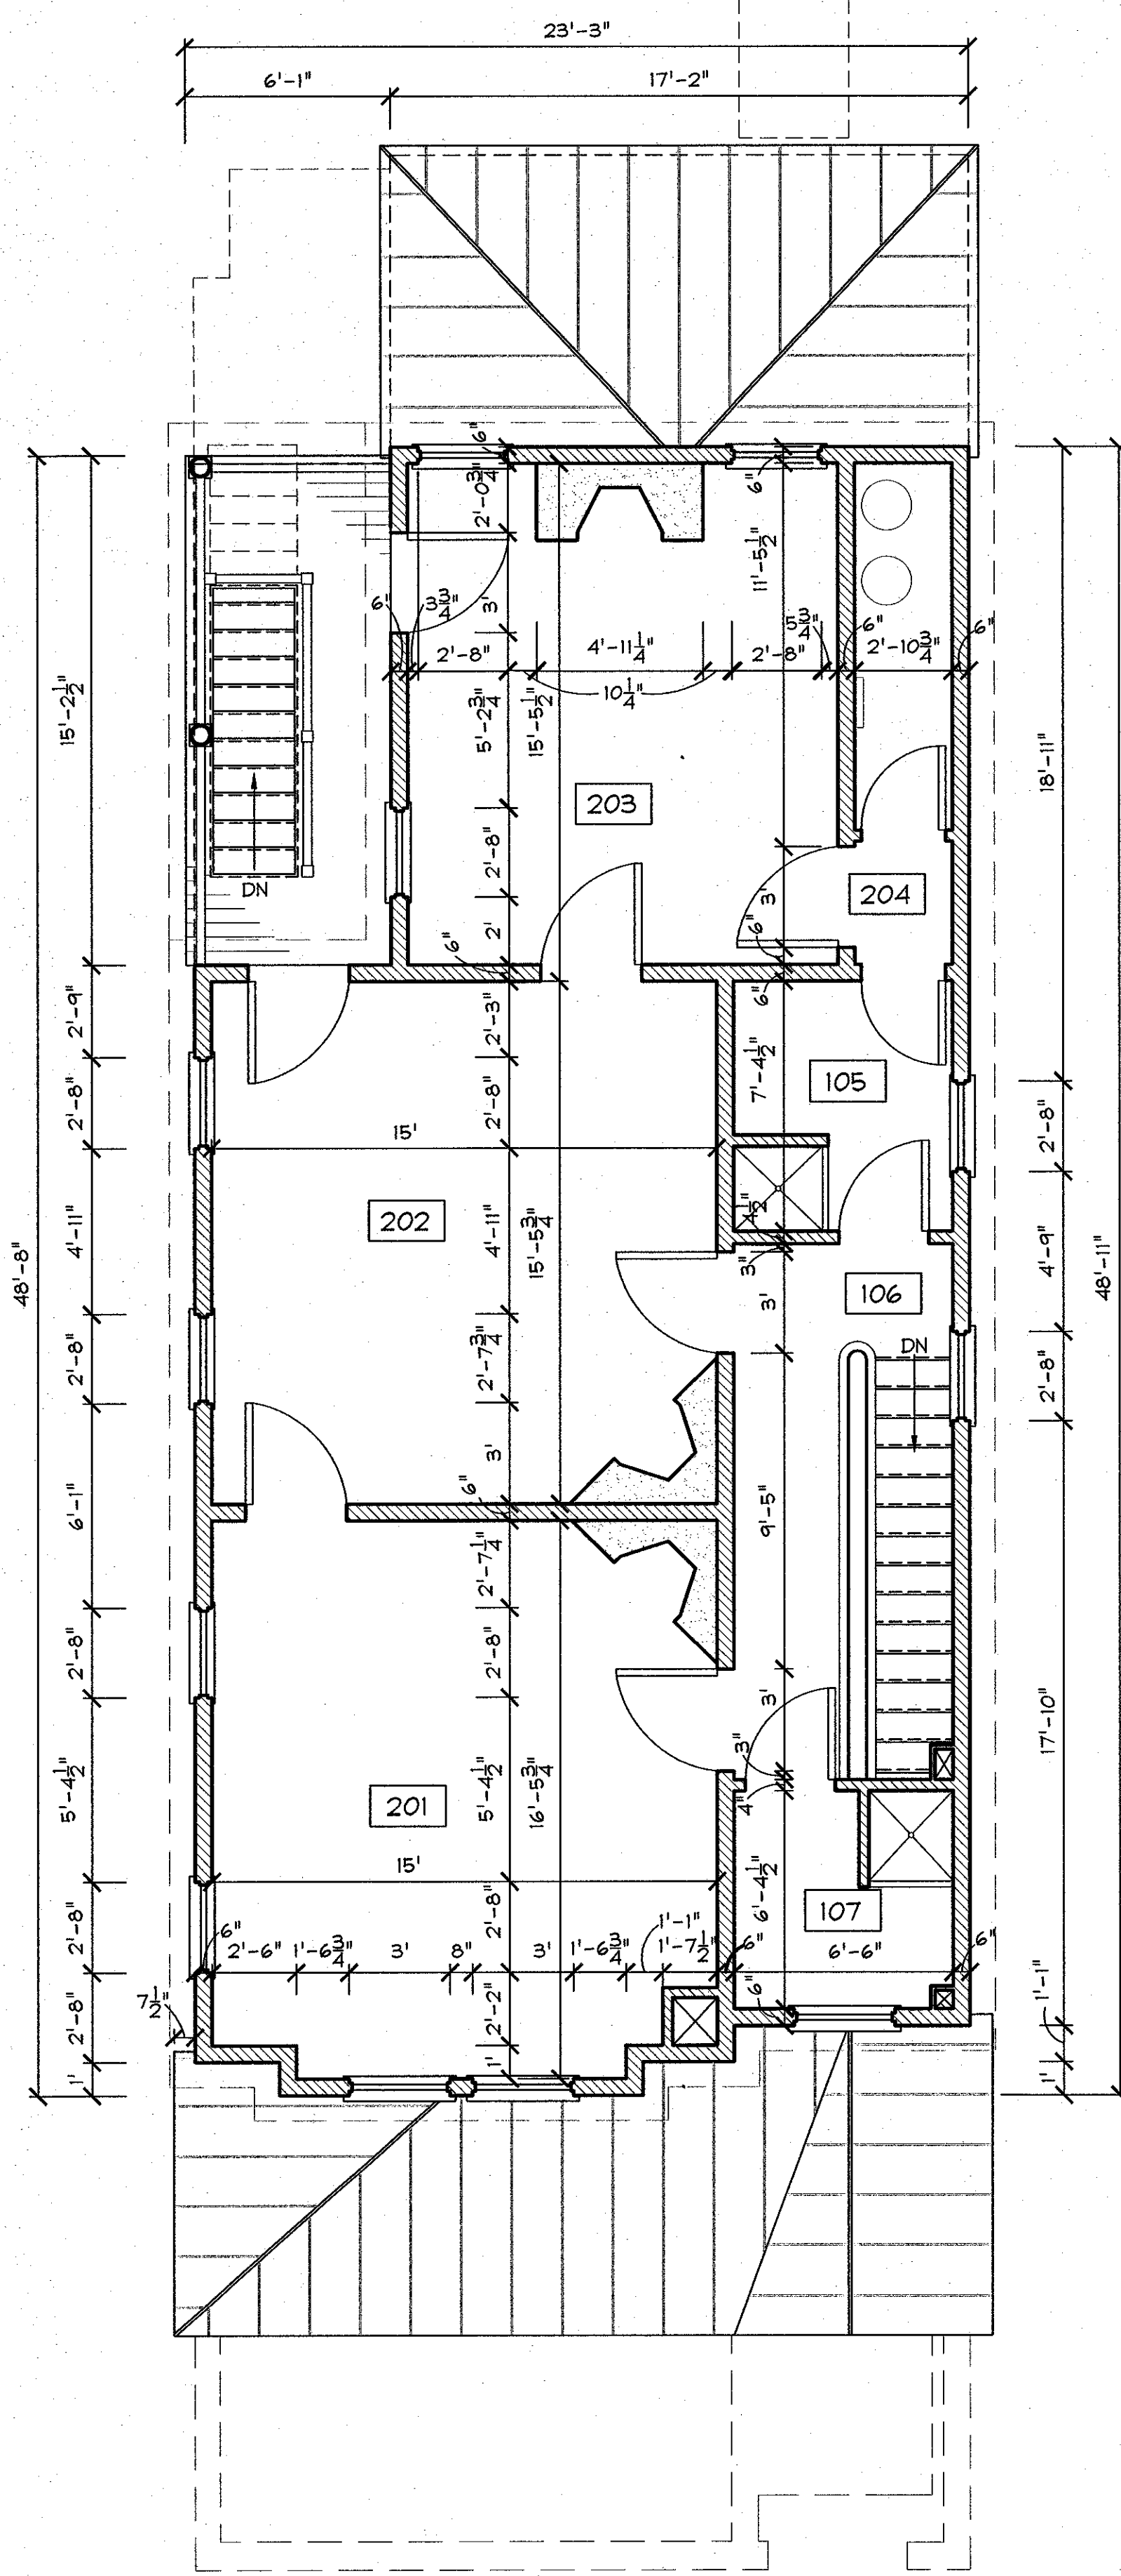 23'-3"
6'-1" 17'-2"
6" 6"
2'-0 3/4" 11'-5 1/2"
6" 3 3/4" 3' 5 3/4" 6" 6"
2'-8" 4'-11 1/4" 2'-8" 2'-10 3/4"
10 1/4"
15'-2 1/2" 5'-2 3/4" 15'-5 1/2" 18'-11"
203
2'-8"
DN 204
3'
2' 6" 6"
6"
2'-9" 2'-3"
7'-4 1/2" 105
2'-8" 2'-8" 2'-8"
15'
202
4'-11" 4'-11" 15'-5 3/4" 4 1/2" 4'-9"
48'-8" 3" 48'-11"
106
3'
DN
2'-8" 2'-7 3/4" 2'-8"
3'
6'-1" 6" 9'-5"
2'-7 1/4"
2'-8" 2'-8"
3' 17'-10"
3"
5'-4 1/2" 5'-4 1/2" 16'-5 3/4" 4"
201
15' 6'-4 1/2"
107
2'-8" 2'-8" 1'-1"
6" 2'-6" 1'-6 3/4" 3' 8" 3' 1'-6 3/4" 1'-7 1/2" 6" 6'-6" 6"
7 1/2" 2'-8" 2'-2" 6" 1'-1"
1' 1' 1'